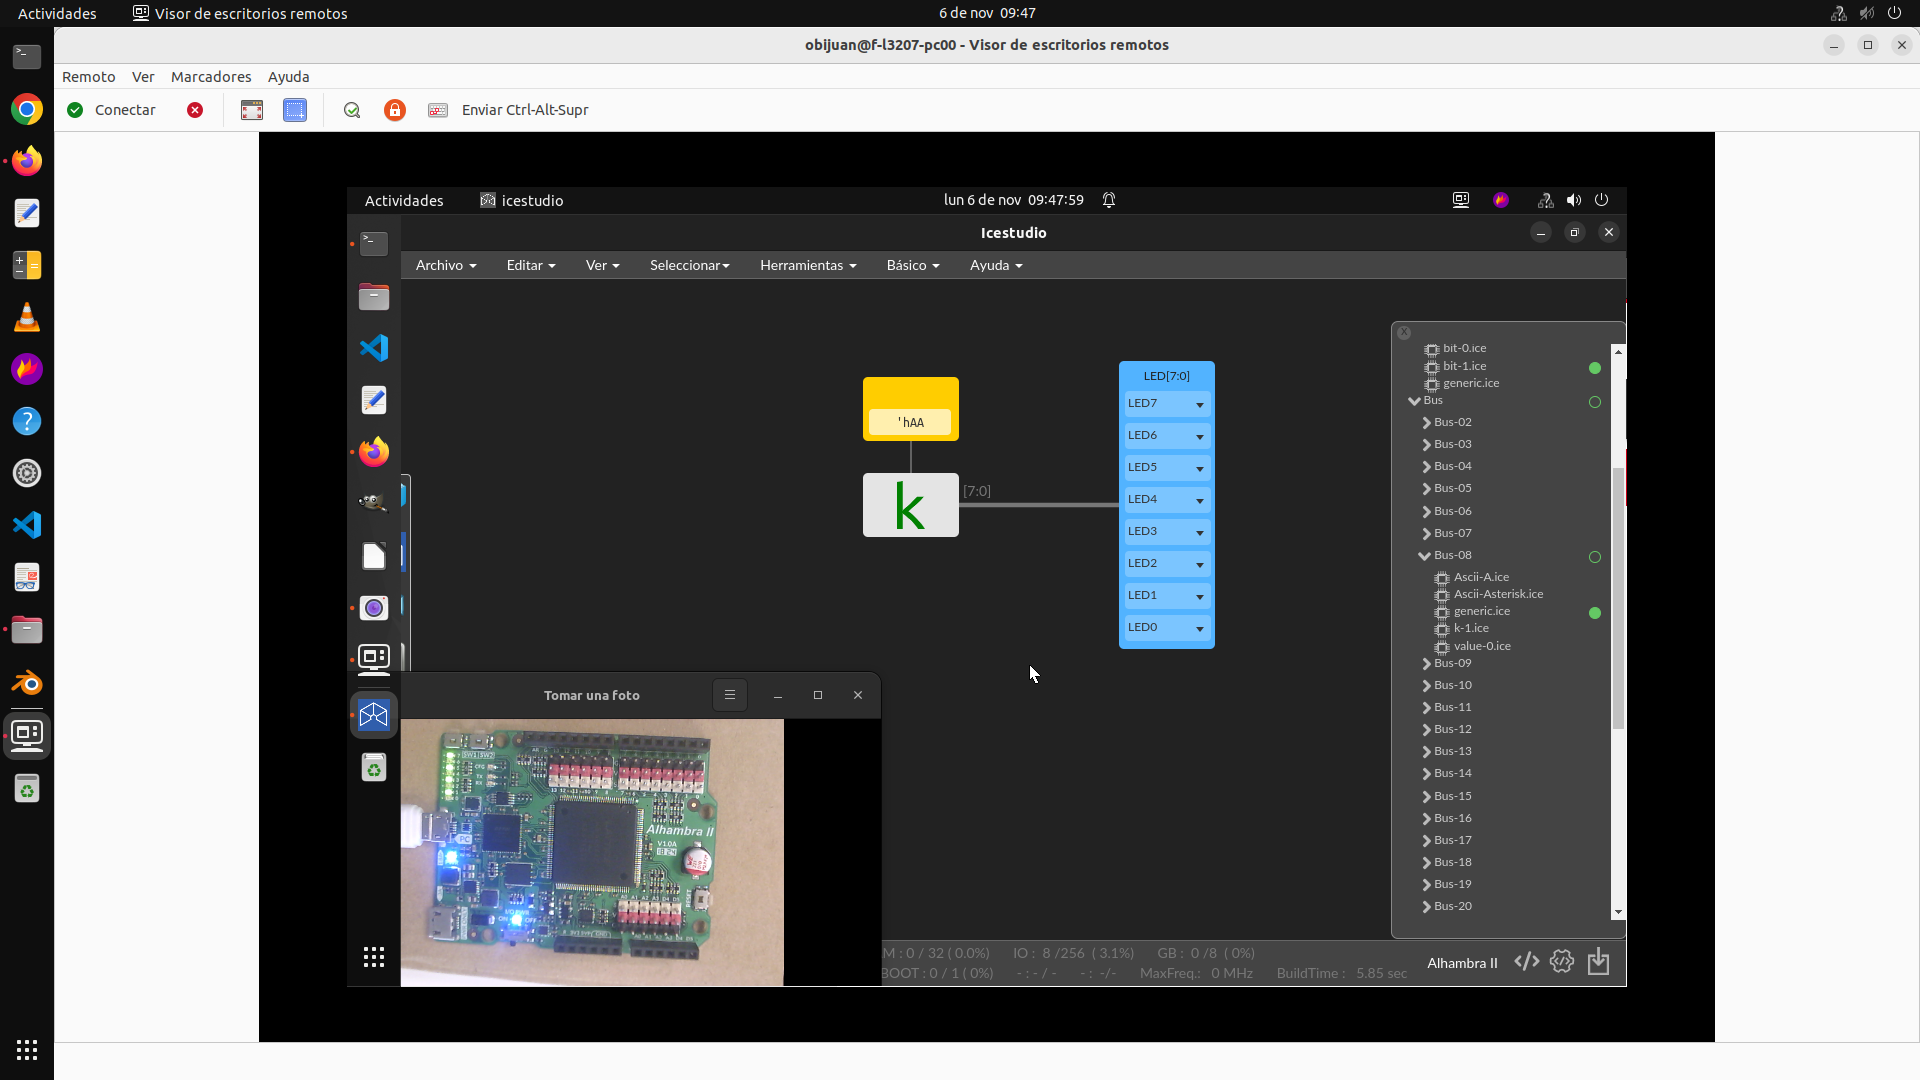 Actividades
Visor de escritorios remotos
6 de nov 09:47
obijuan@f-l3207-pc00 - Visor de escritorios remotos
Remoto Ver Marcadores Ayuda
Conectar
Enviar Ctrl-Alt-Supr
Actividades
icestudio
lun 6 de nov 09:47:59
Icestudio
Archivo Editar Ver Seleccionar Herramientas Básico Ayuda
'hAA
k
[7:0]
LED[7:0]
LED7
LED6
LED5
LED4
LED3
LED2
LED1
LED0
X
bit-0.ice
bit-1.ice
generic.ice
Bus
Bus-02
Bus-03
Bus-04
Bus-05
Bus-06
Bus-07
Bus-08
Ascii-A.ice
Ascii-Asterisk.ice
generic.ice
k-1.ice
value-0.ice
Bus-09
Bus-10
Bus-11
Bus-12
Bus-13
Bus-14
Bus-15
Bus-16
Bus-17
Bus-18
Bus-19
Bus-20
Tomar una foto
Alhambra II
V1.0A
RESET
M : 0 / 32 ( 0.0%) IO : 8 /256 ( 3.1%) GB : 0 /8 ( 0%)
BOOT : 0 / 1 ( 0%) - : - / - - : -/- MaxFreq.: 0 MHz BuildTime : 5.85 sec
Alhambra II